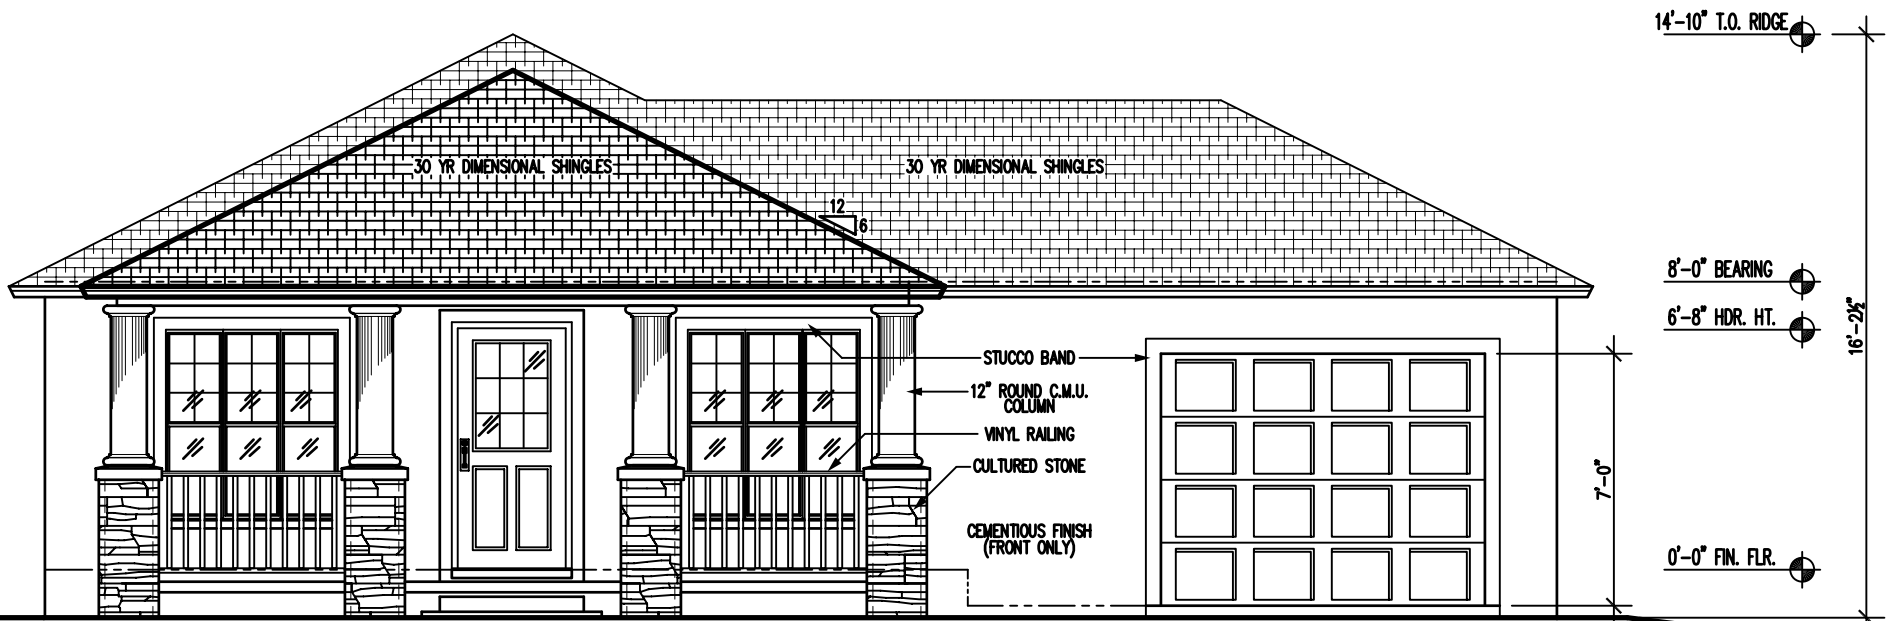 14'-10" T.O. RIDGE
30 YR DIMENSIONAL SHINGLES
30 YR DIMENSIONAL SHINGLES
12
6
8'-0" BEARING
6'-8" HDR. HT.
16'-2½"
STUCCO BAND
12" ROUND C.M.U.
COLUMN
VINYL RAILING
CULTURED STONE
7'-0"
CEMENTIOUS FINISH
(FRONT ONLY)
0'-0" FIN. FLR.